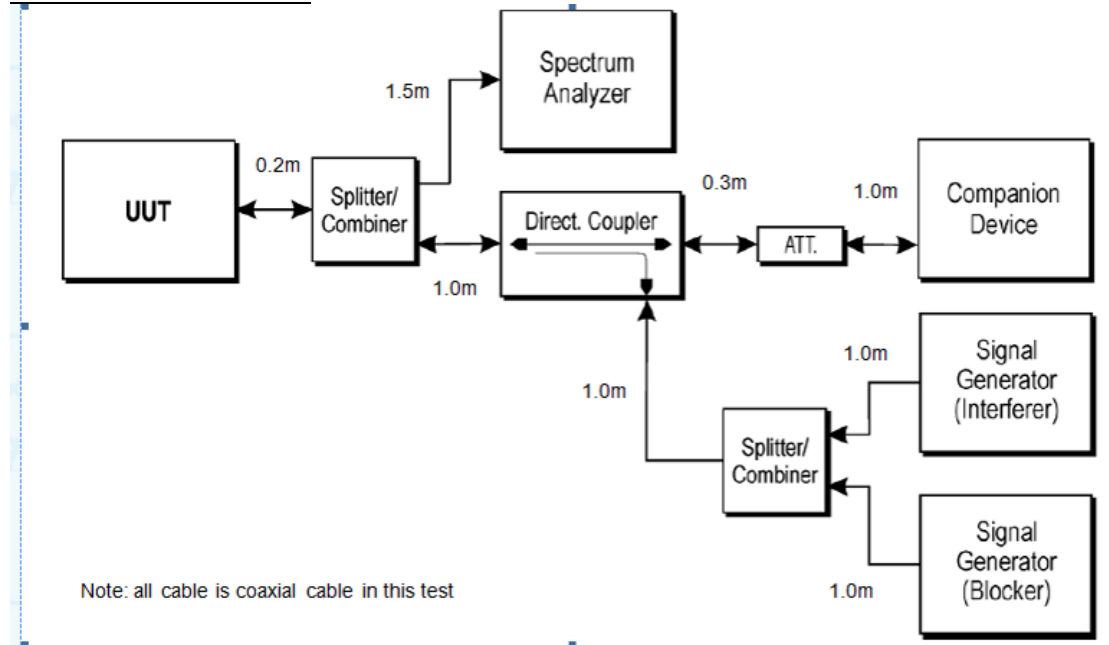 Spectrum
Analyzer
1.5m
UUT
0.2m
Splitter/
Combiner
1.0m
Direct. Coupler
0.3m
ATT.
1.0m
Companion
Device
1.0m
Splitter/
Combiner
1.0m
Signal
Generator
(Interferer)
1.0m
Signal
Generator
(Blocker)
Note: all cable is coaxial cable in this test